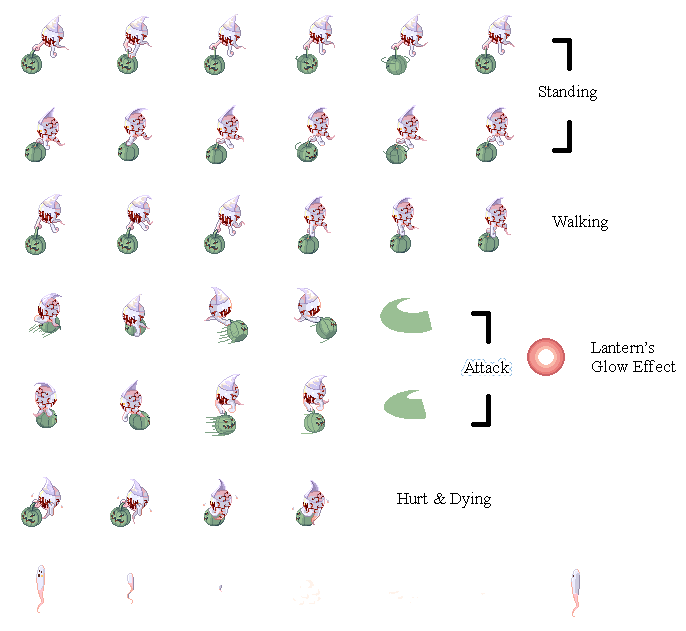 Standing
Walking
Attack
Lantern's
Glow Effect
Hurt & Dying